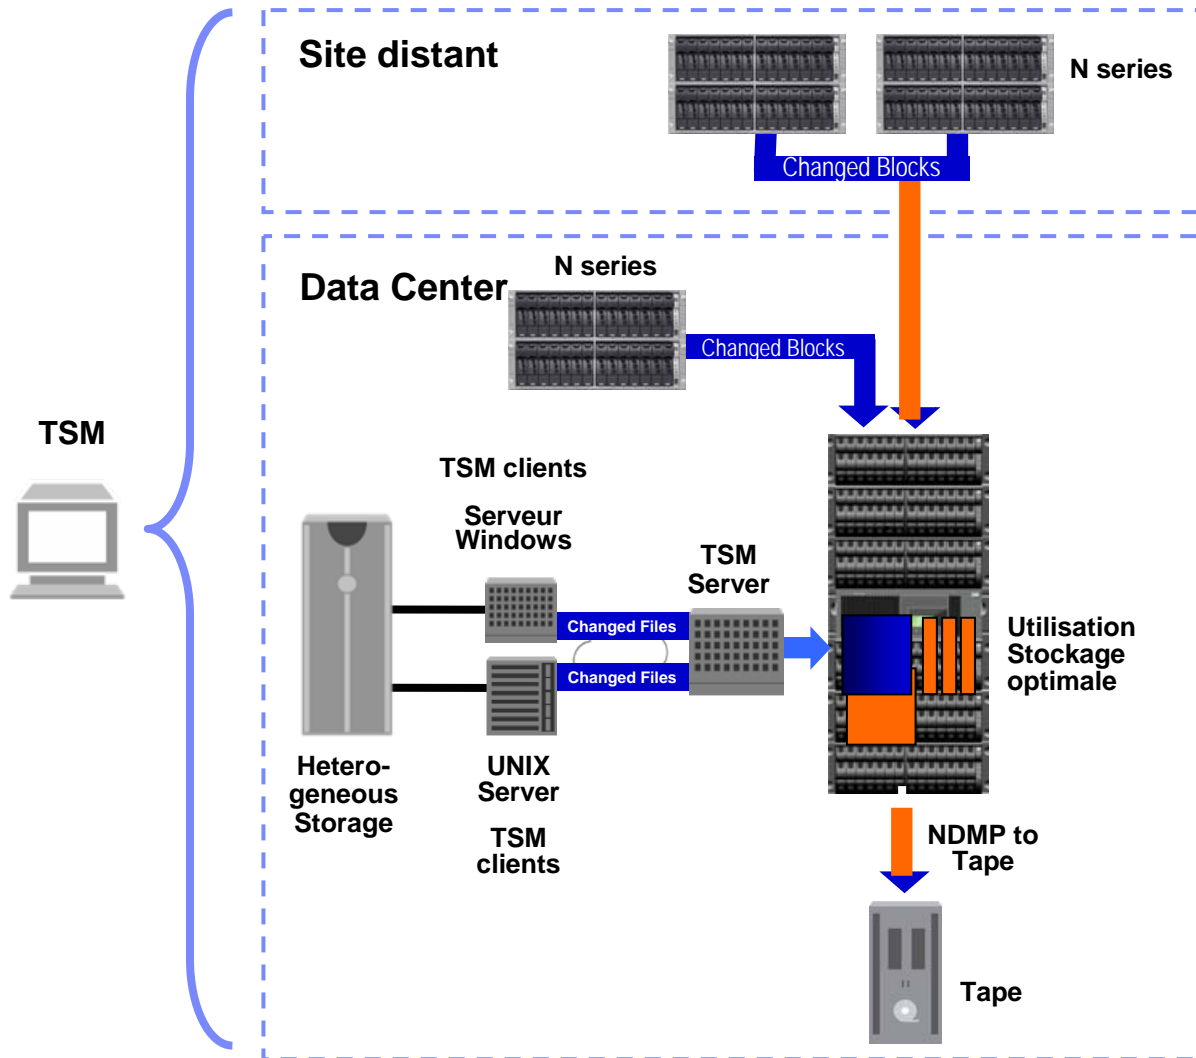 Site distant
N series
Changed Blocks
N series
Data Center
Changed Blocks
TSM
TSM clients
Serveur
Windows
TSM
Server
Changed Files
Changed Files
Utilisation
Stockage
optimale
Hetero-
geneous
Storage
UNIX
Server
TSM
clients
NDMP to
Tape
Tape